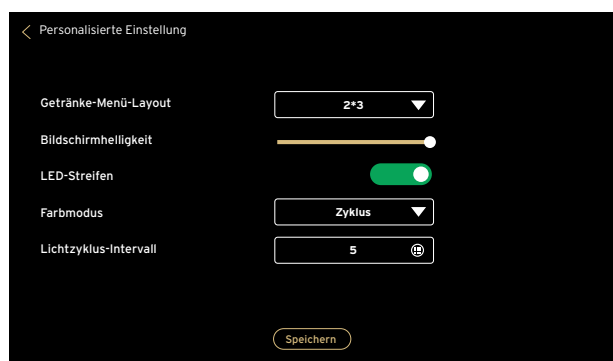 Personalisierte Einstellung
Getränke-Menü-Layout 2*3
Bildschirmhelligkeit
LED-Streifen
Farbmodus Zyklus
Lichtzyklus-Intervall 5
Speichern